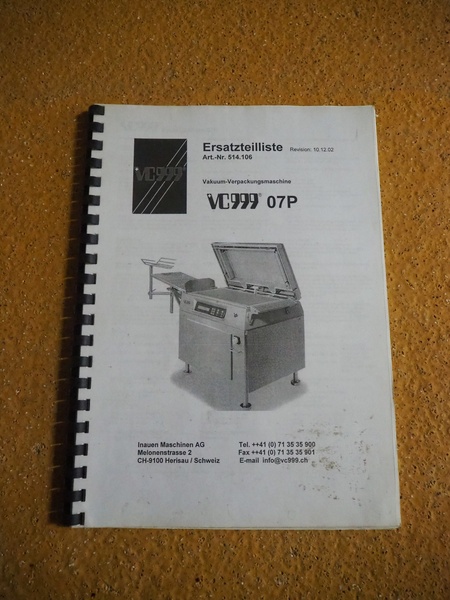 VC999®
Ersatzteilliste Revision: 10.12.02
Art.-Nr. 514.106
Vakuum-Verpackungsmaschine
VC999® 07P
Inauen Maschinen AG
Melonenstrasse 2
CH-9100 Herisau / Schweiz
Tel. ++41 (0) 71 35 35 900
Fax ++41 (0) 71 35 35 901
E-mail info@vc999.ch